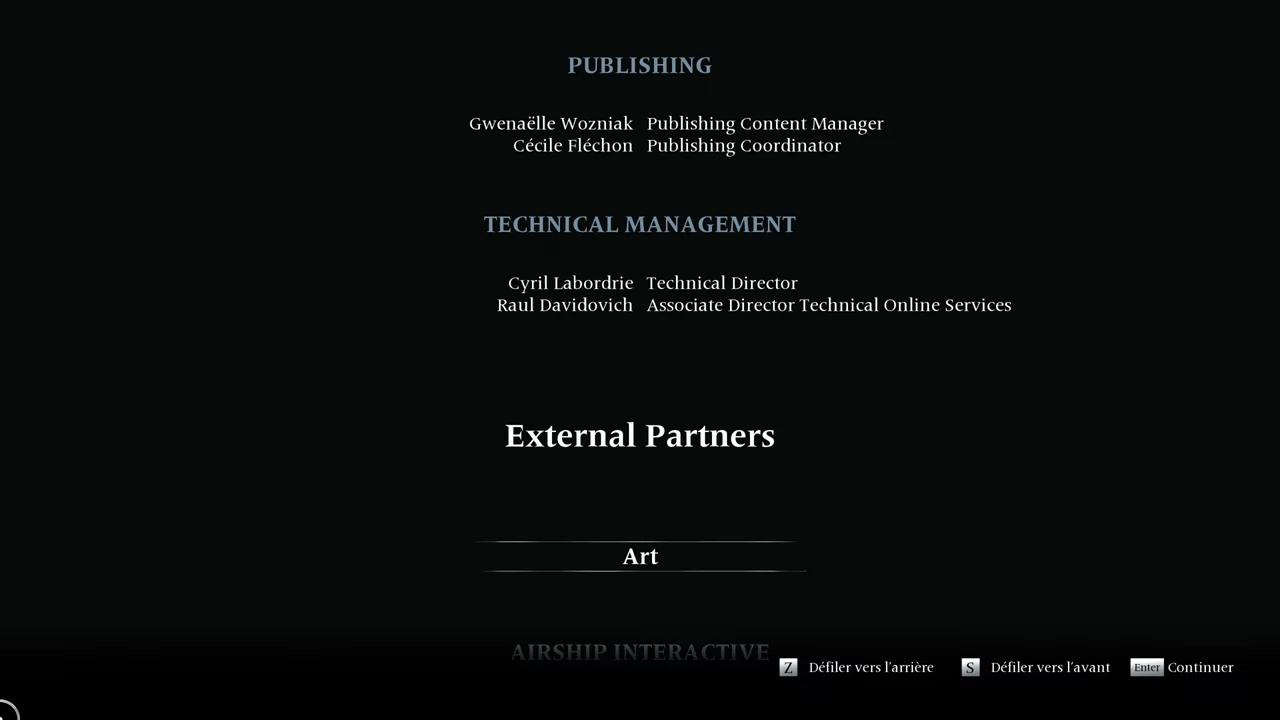 PUBLISHING
Gwenaëlle Wozniak Publishing Content Manager
Cécile Fléchon Publishing Coordinator
TECHNICAL MANAGEMENT
Cyril Labordrie Technical Director
Raul Davidovich Associate Director Technical Online Services
External Partners
Art
AIRSHIP INTERACTIVE
Z Défiler vers l'arrière S Défiler vers l'avant Enter Continuer